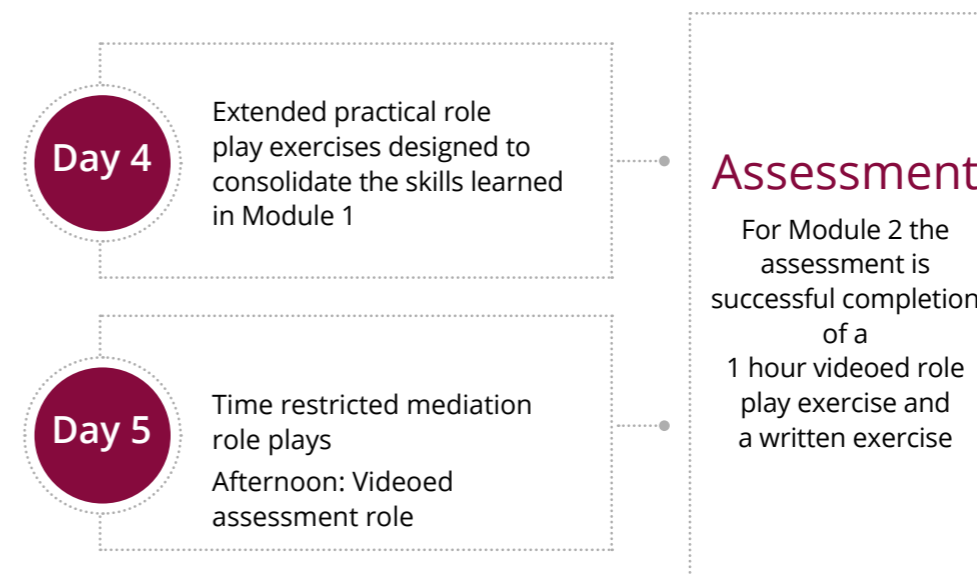 Day 4
Extended practical role
play exercises designed to
consolidate the skills learned
in Module 1
Day 5
Time restricted mediation
role plays
Afternoon: Videoed
assessment role
Assessment
For Module 2 the
assessment is
successful completion
of a
1 hour videoed role
play exercise and
a written exercise